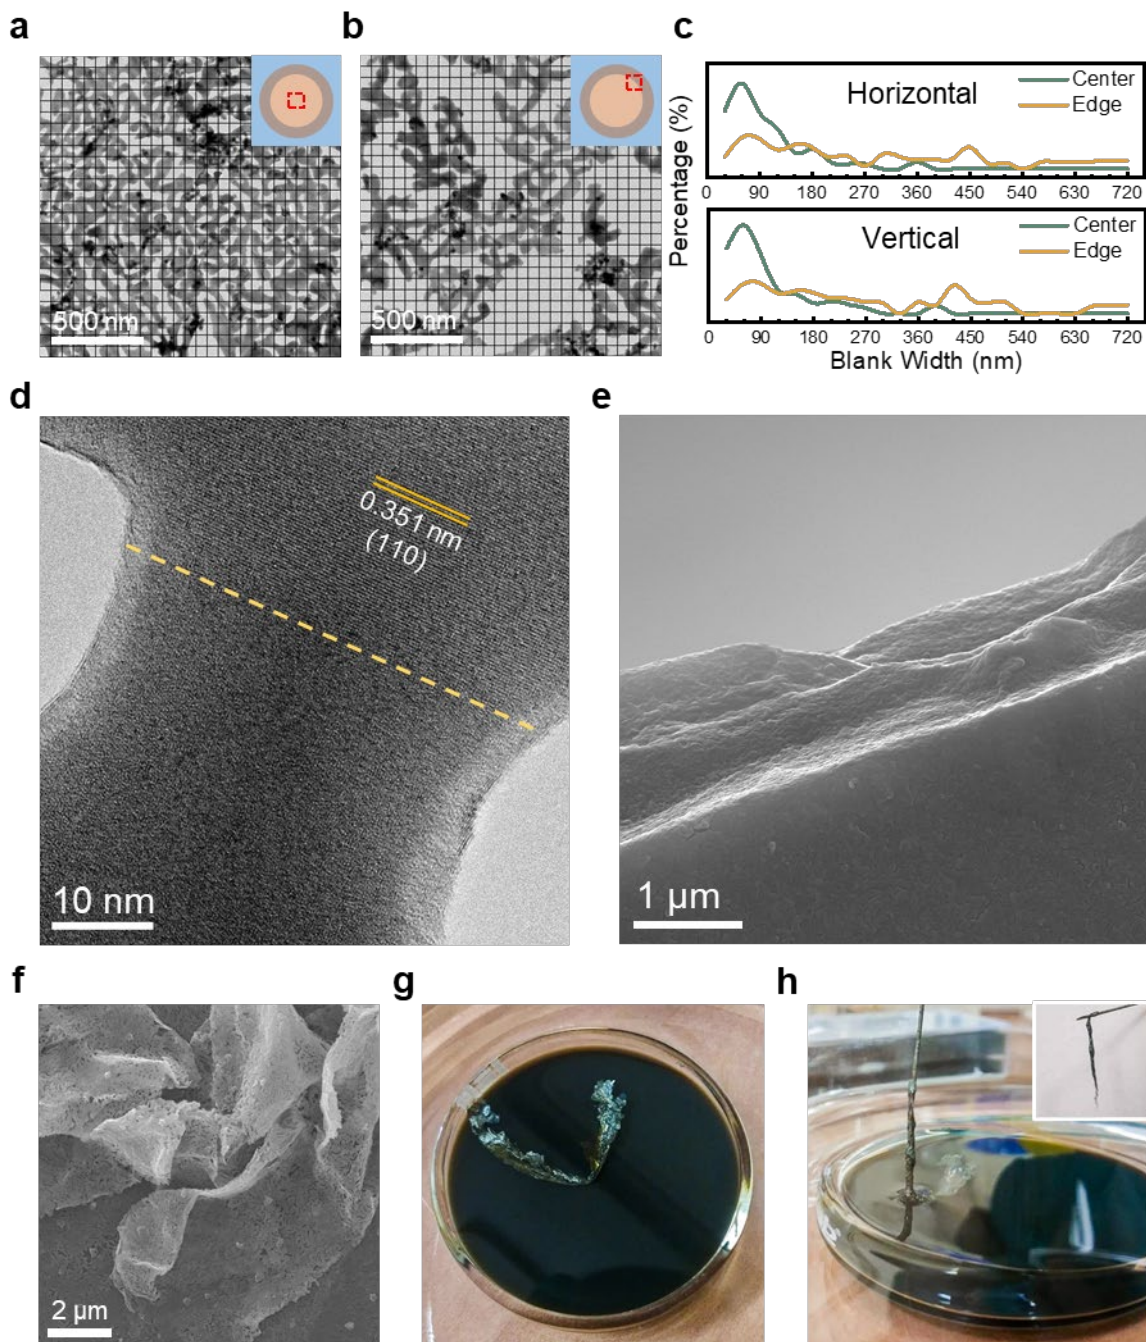 a
b
c
500 nm
500 nm
Percentage (%)
Horizontal
Center
Edge
0 90 180 270 360 450 540 630 720
Vertical
Center
Edge
0 90 180 270 360 450 540 630 720
Blank Width (nm)
d
e
0.351 nm
(110)
10 nm
1 µm
f
g
h
2 µm